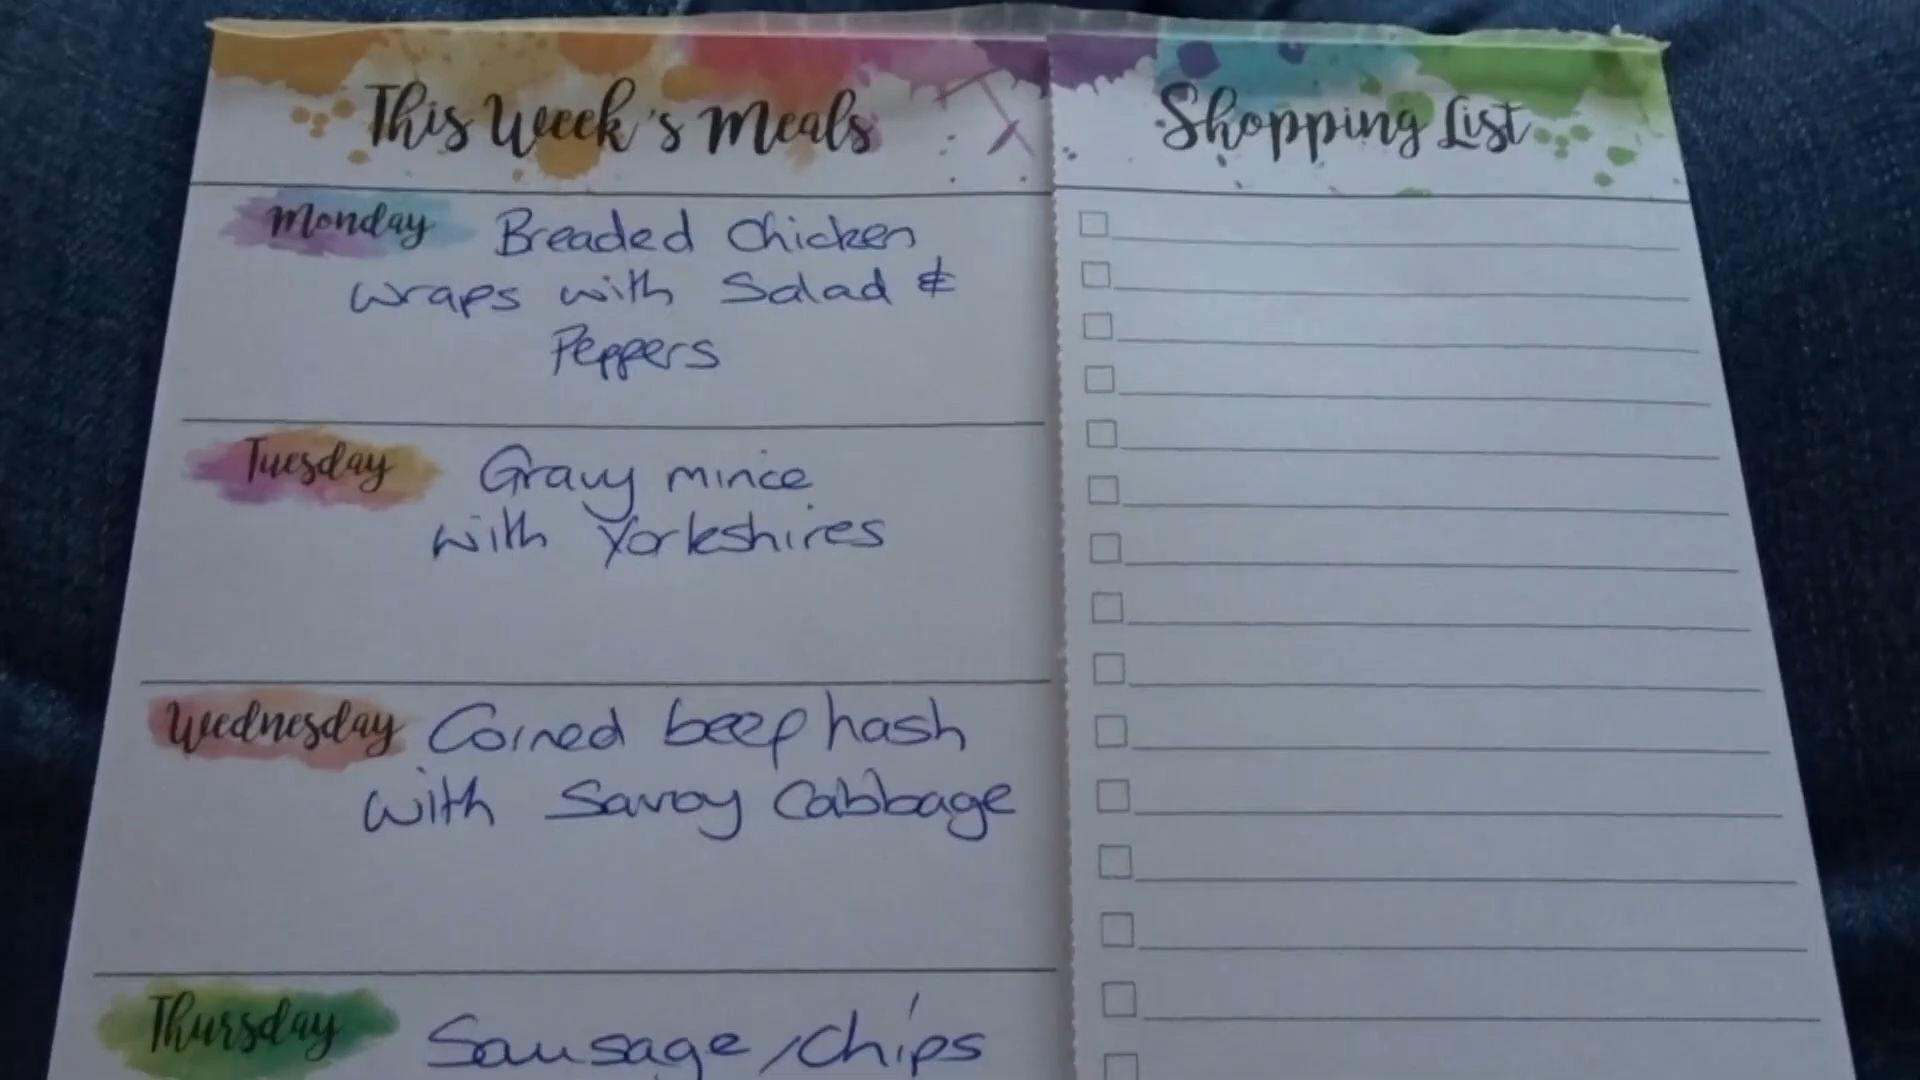 This Week's Meals
Monday Breaded Chicken
wraps with Salad &
Peppers
Tuesday Gravy mince
with Yorkeshires
Wednesday Corned beef hash
with Savoy Cabbage
Thursday Sausage/Chips
Shopping List